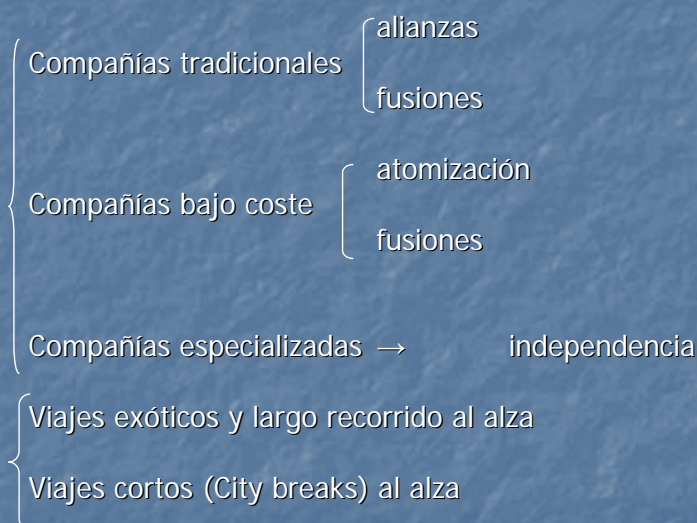 alianzas
Compañías tradicionales
fusiones
atomización
Compañías bajo coste
fusiones
Compañías especializadas → independencia
Viajes exóticos y largo recorrido al alza
Viajes cortos (City breaks) al alza